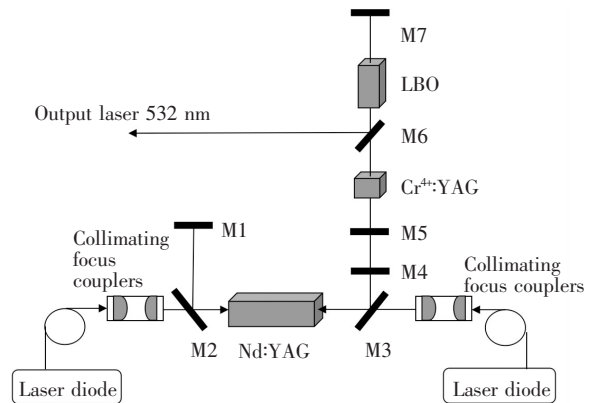 M7
LBO
Output laser 532 nm
M6
Cr⁴⁺:YAG
M1
M5
Collimating
focus
couplers
M4
Collimating
focus couplers
M2
Nd:YAG
M3
Laser diode
Laser diode